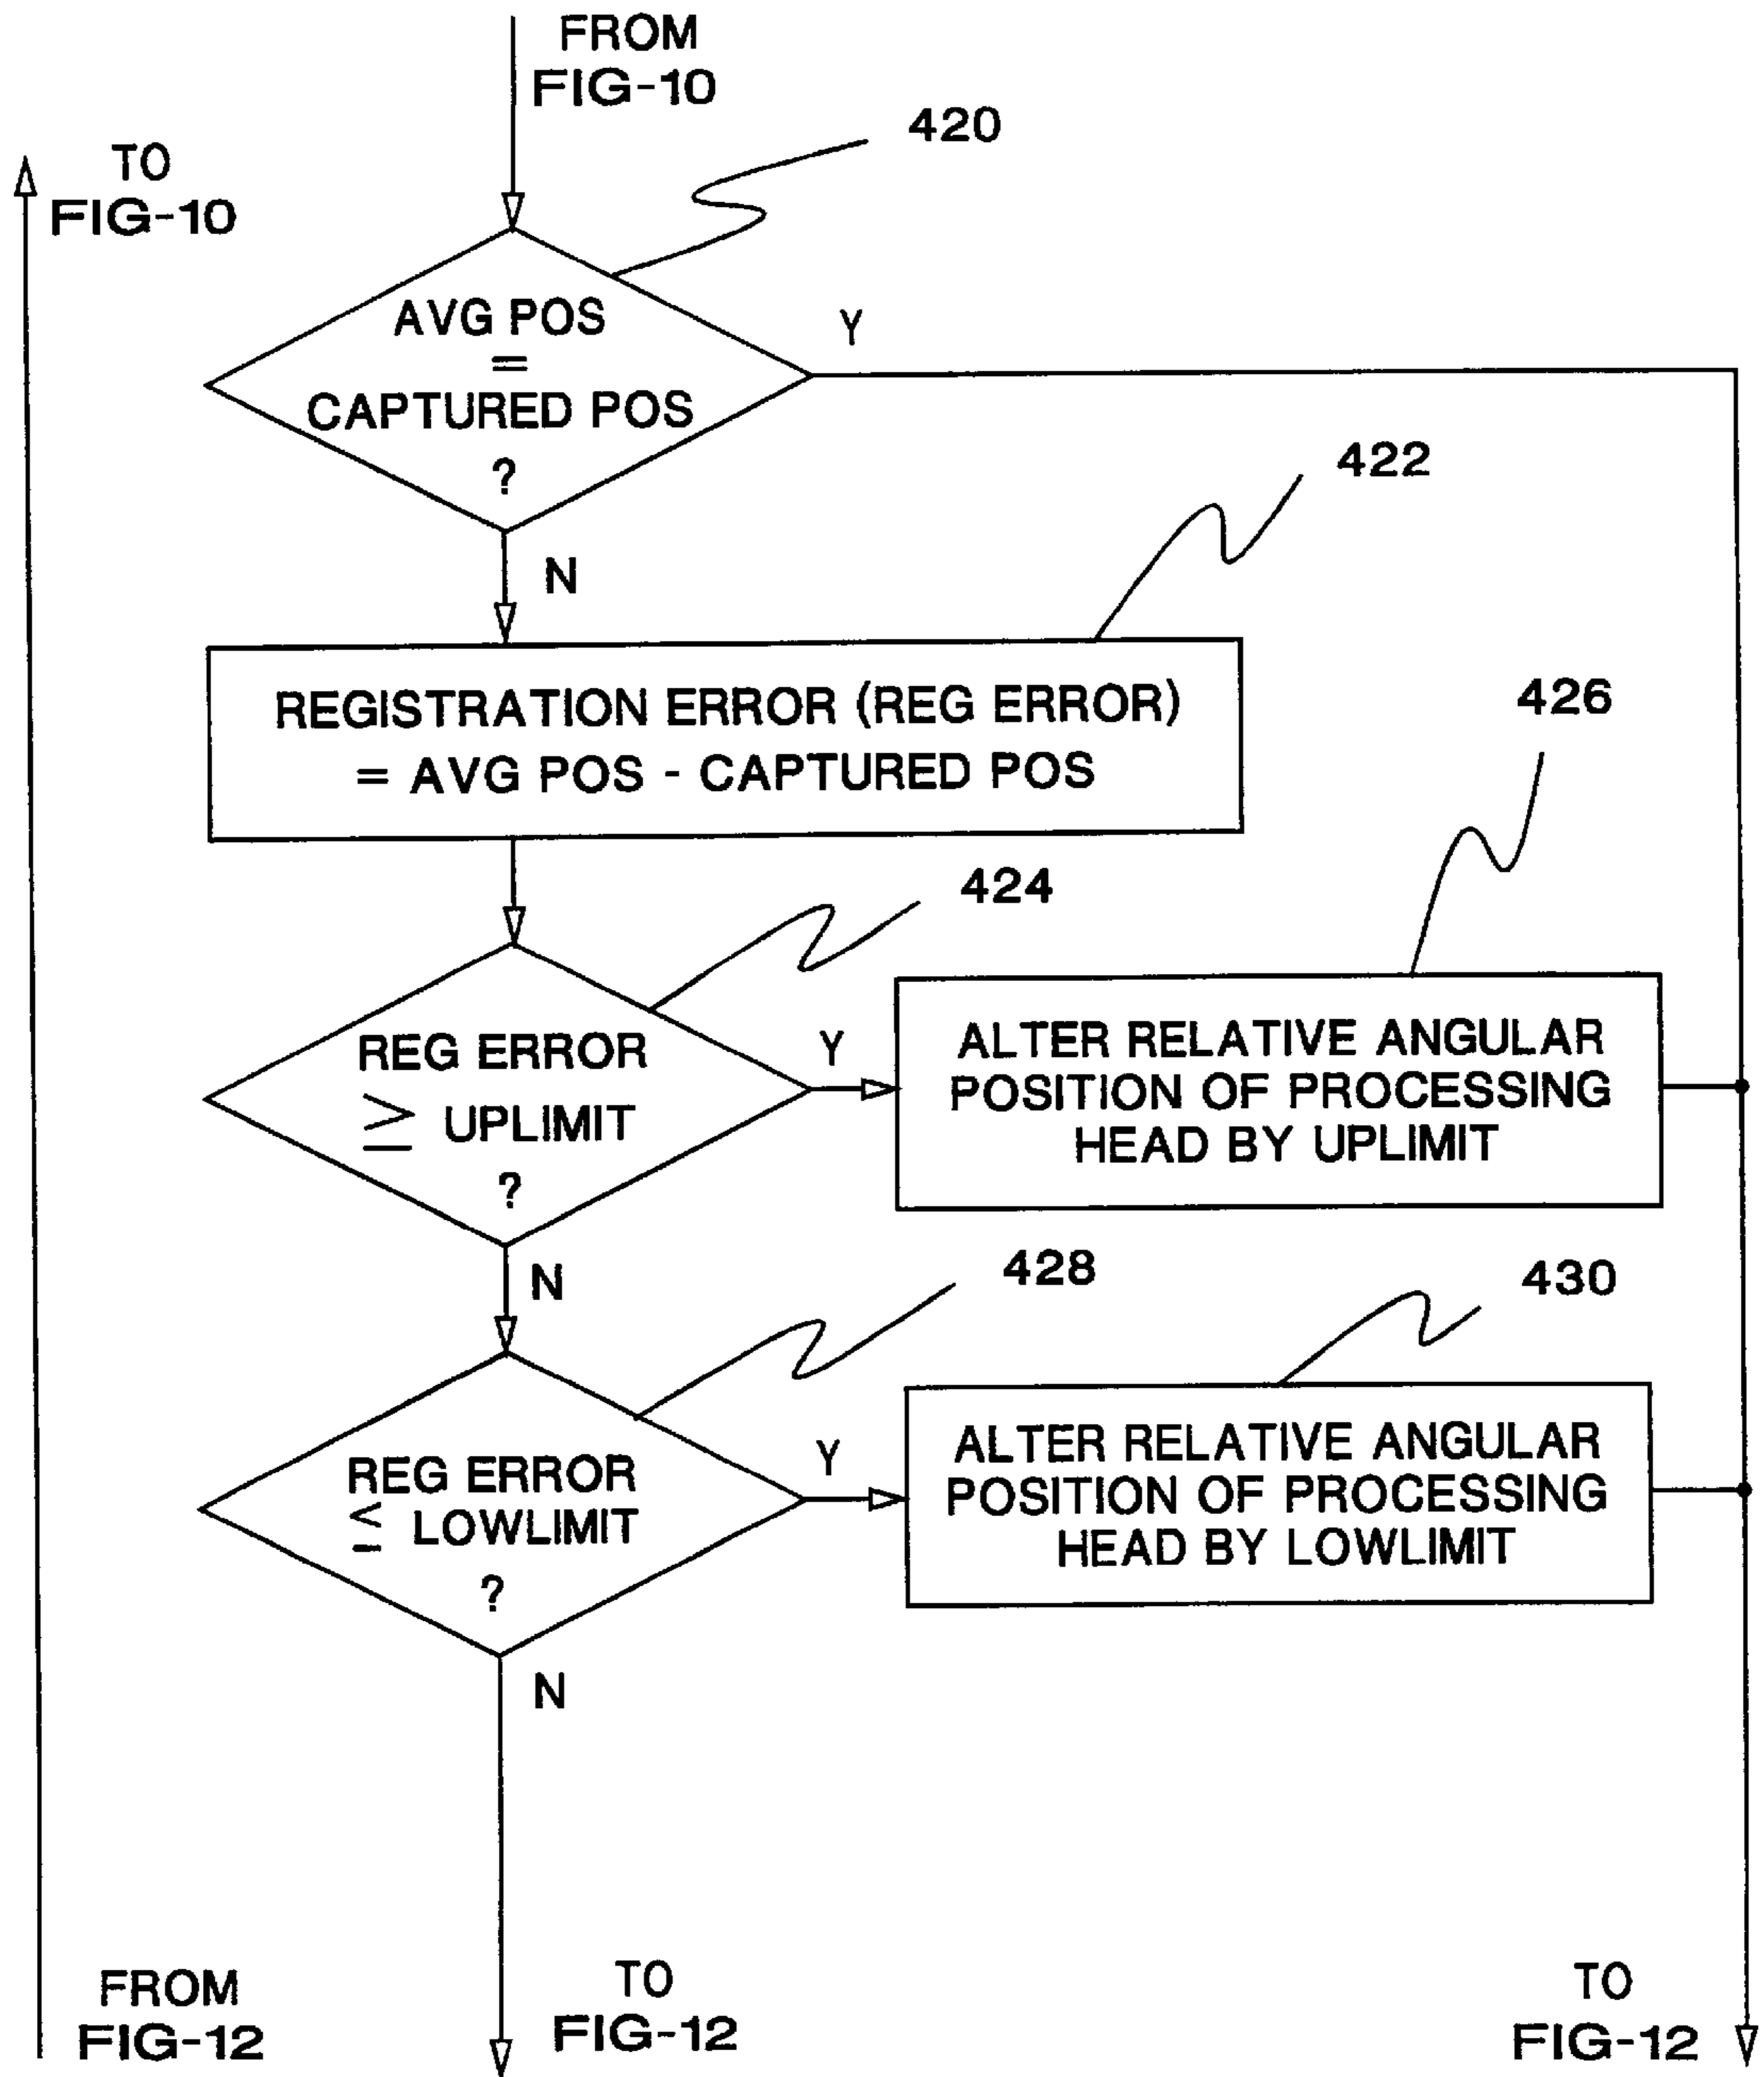 FROM
FIG-10
420
TO
FIG-10
AVG POS
=
CAPTURED POS
?
Y
N
422
REGISTRATION ERROR (REG ERROR)
= AVG POS - CAPTURED POS
424
426
REG ERROR
≥ UPLIMIT
?
Y
ALTER RELATIVE ANGULAR
POSITION OF PROCESSING
HEAD BY UPLIMIT
N
428
430
REG ERROR
≤ LOWLIMIT
?
Y
ALTER RELATIVE ANGULAR
POSITION OF PROCESSING
HEAD BY LOWLIMIT
N
FROM
FIG-12
TO
FIG-12
TO
FIG-12